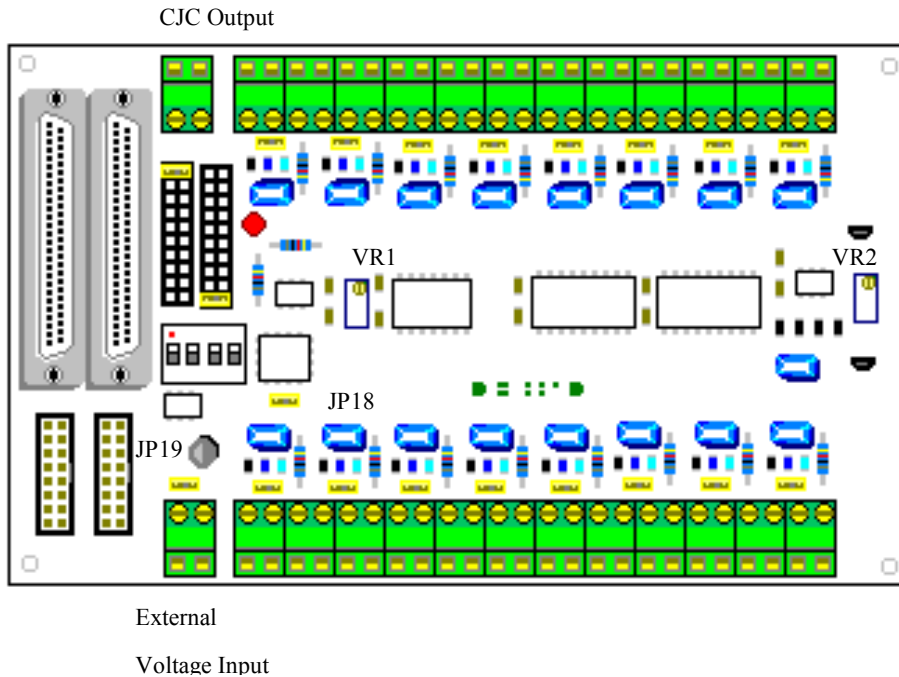 CJC Output
VR1
VR2
JP18
JP19
External
Voltage Input